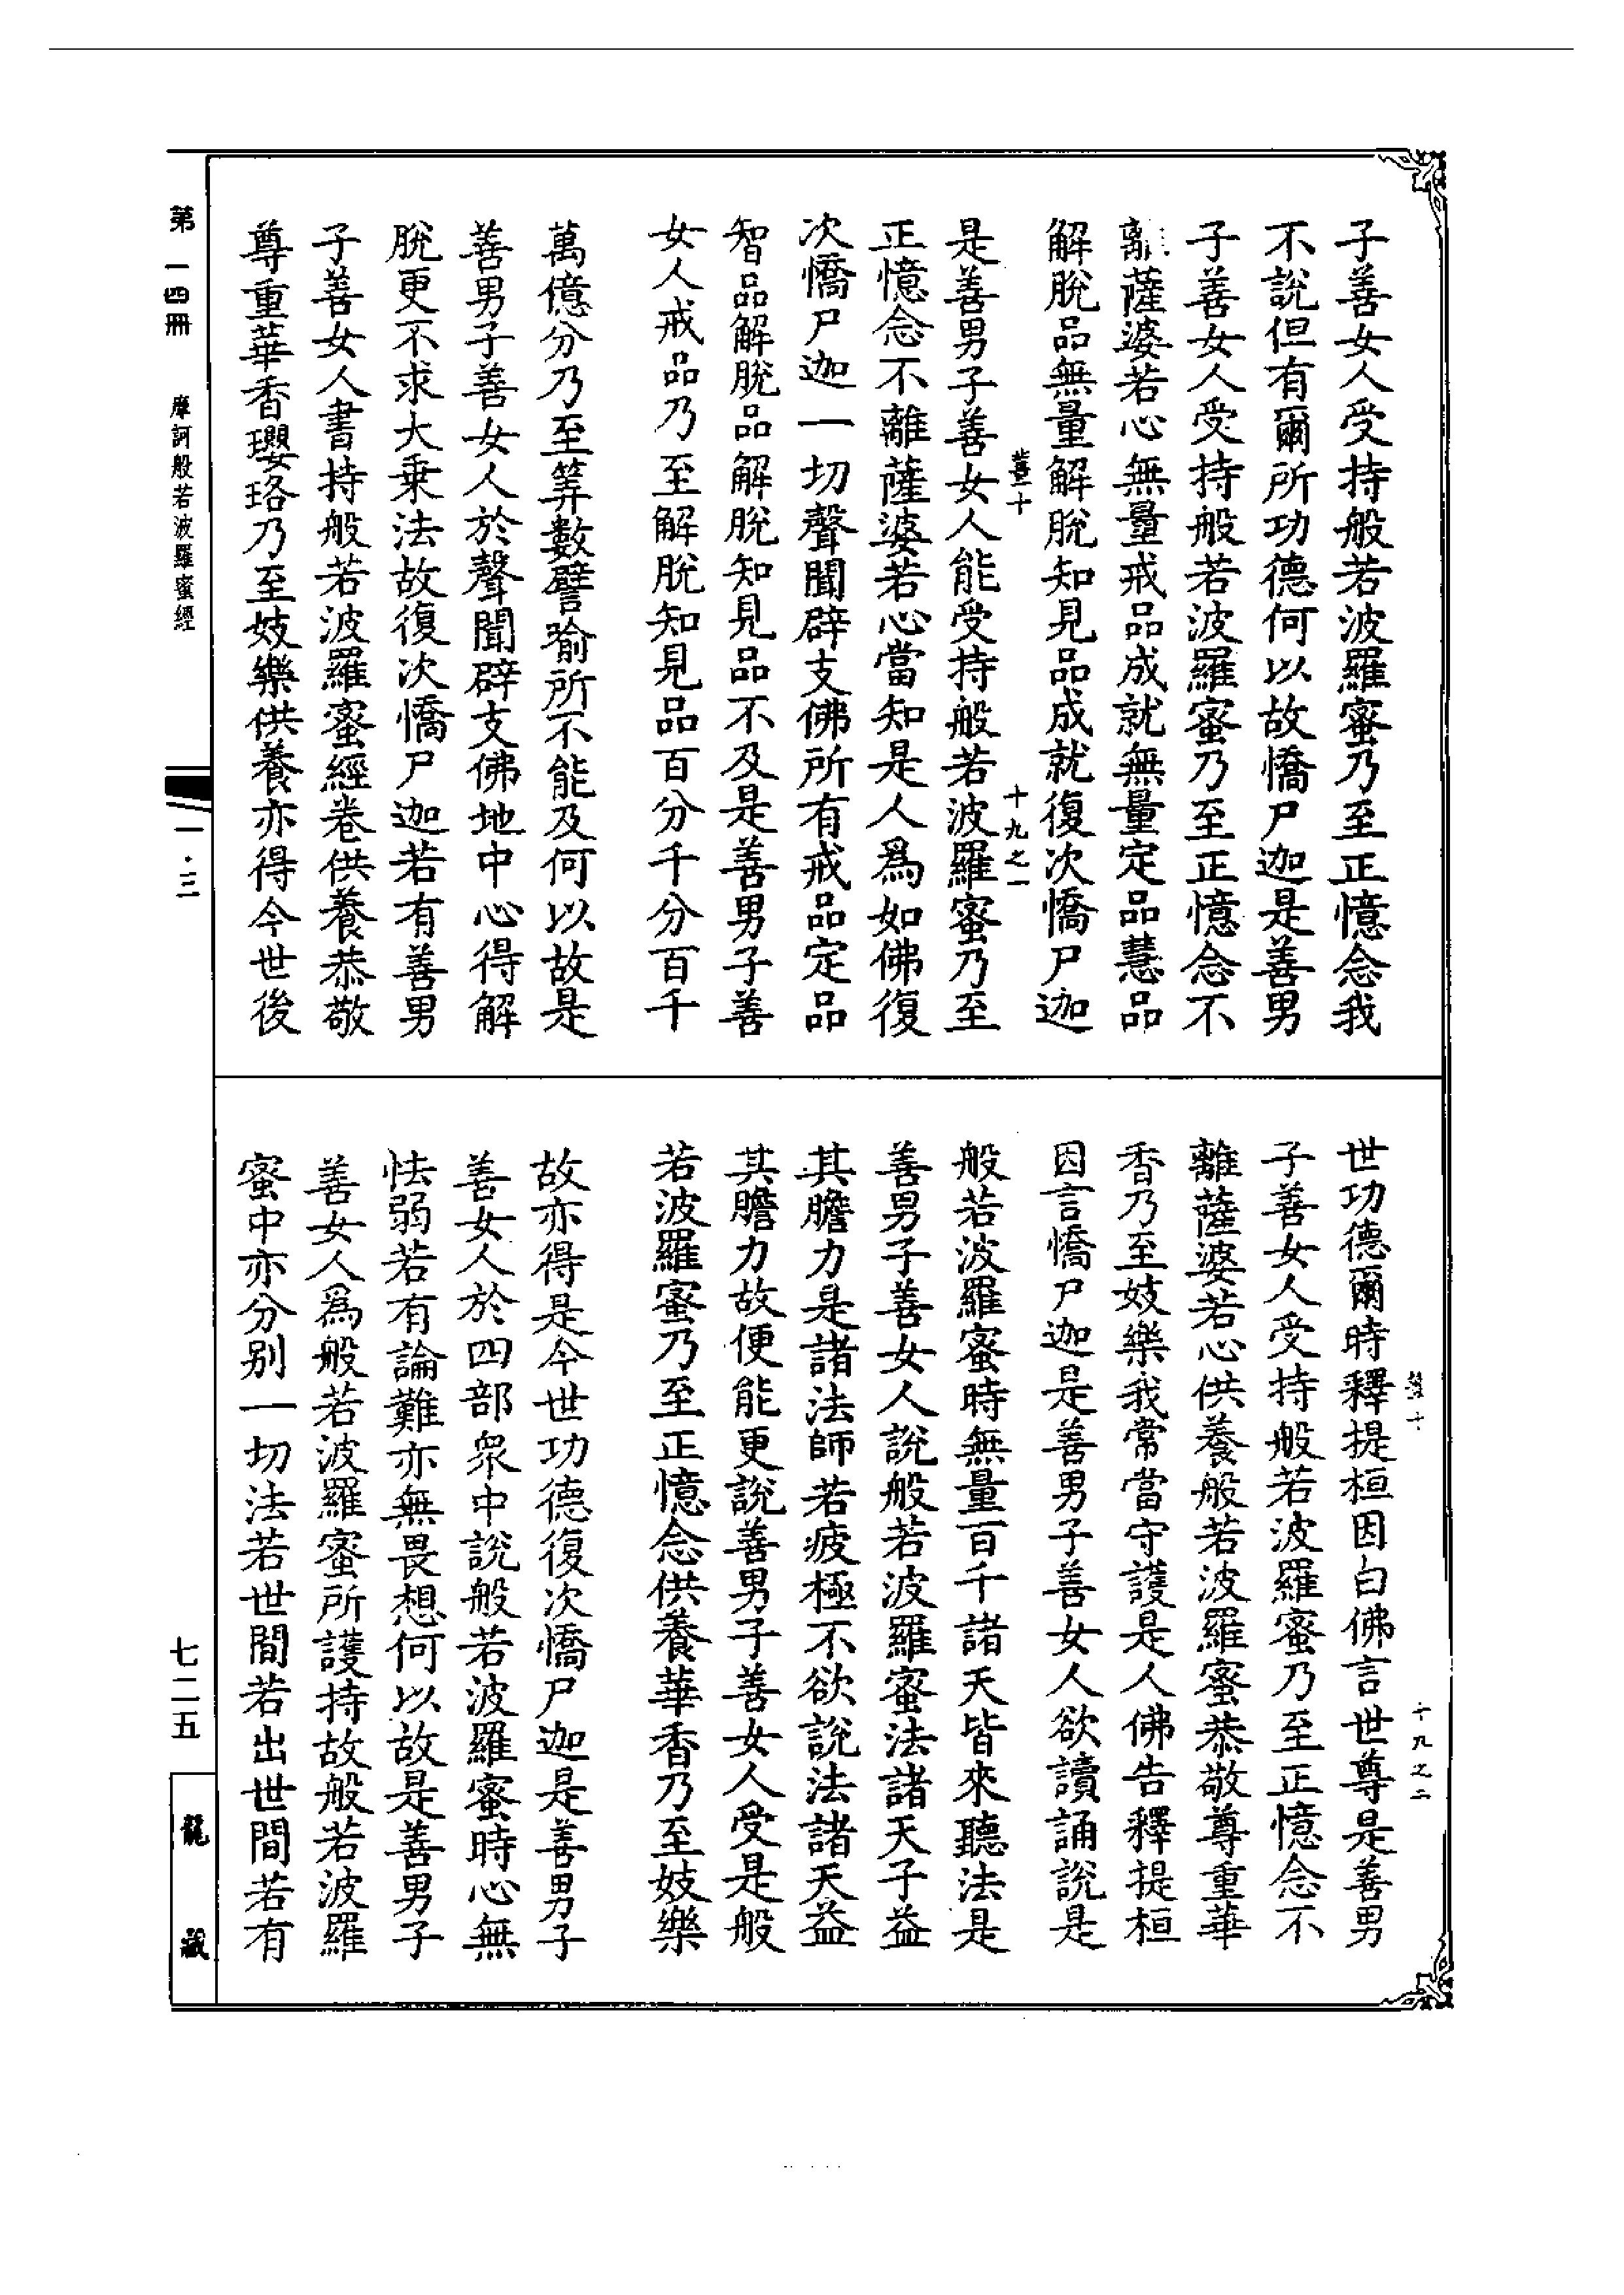 子善女人受持般若波羅蜜乃至正憶念我
不說但有爾所功德何以故憍尸迦是善男
子善女人受持般若波羅蜜乃至正憶念不
離薩婆若心無量戒品成就無量定品慧品
解脫品無量解脫知見品成就復次憍尸迦
十
十九之一
是善男子善女人能受持般若波羅蜜乃至
正憶念不離薩婆若心當知是人爲如佛復
次憍尸迦一切聲聞辟支佛所有戒品定品
智品解脫品解脫知見品不及是善男子善
女人戒品乃至解脫知見品百分千分百千
萬億分乃至筭數譬喻所不能及何以故是
善男子善女人於聲聞辟支佛地中心得解
脫更不求大乗法故復次憍尸迦若有善男
子善女人書持般若波羅蜜經卷供養恭敬
尊重華香瓔珞乃至妓樂供養亦得今世後
十
十九之二
世功德爾時釋提桓因白佛言世尊是善男
子善女人受持般若波羅蜜乃至正憶念不
離薩婆若心供養般若波羅蜜恭敬尊重華
香乃至妓樂我常當守護是人佛告釋提桓
因言憍尸迦是善男子善女人欲讀誦說是
般若波羅蜜時無量百千諸天皆來聽法是
善男子善女人說般若波羅蜜法諸天子益
其膽力是諸法師若疲極不欲說法諸天益
其膽力故便能更說善男子善女人受是般
若波羅蜜乃至正憶念供養華香乃至妓樂
故亦得是今世功德復次憍尸迦是善男子
善女人於四部衆中說般若波羅蜜時心無
怯弱若有論難亦無畏想何以故是善男子
善女人爲般若波羅蜜所護持故般若波羅
蜜中亦分别一切法若世間若出世間若有
第一四冊
摩訶般若波羅蜜經
一·三
七二五
龍藏